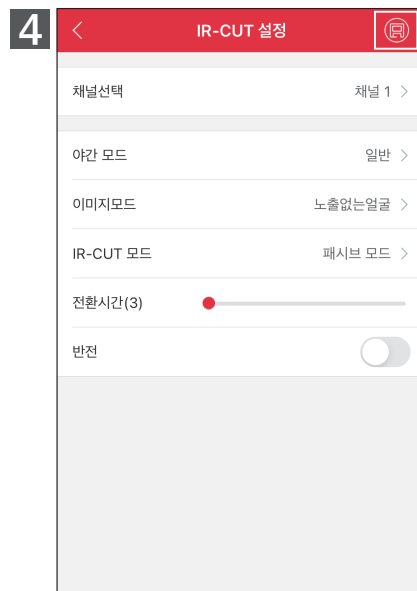 4
IR-CUT 설정
채널선택 채널 1
야간 모드 일반
이미지모드 노출없는얼굴
IR-CUT 모드 패시브 모드
전환시간(3)
반전